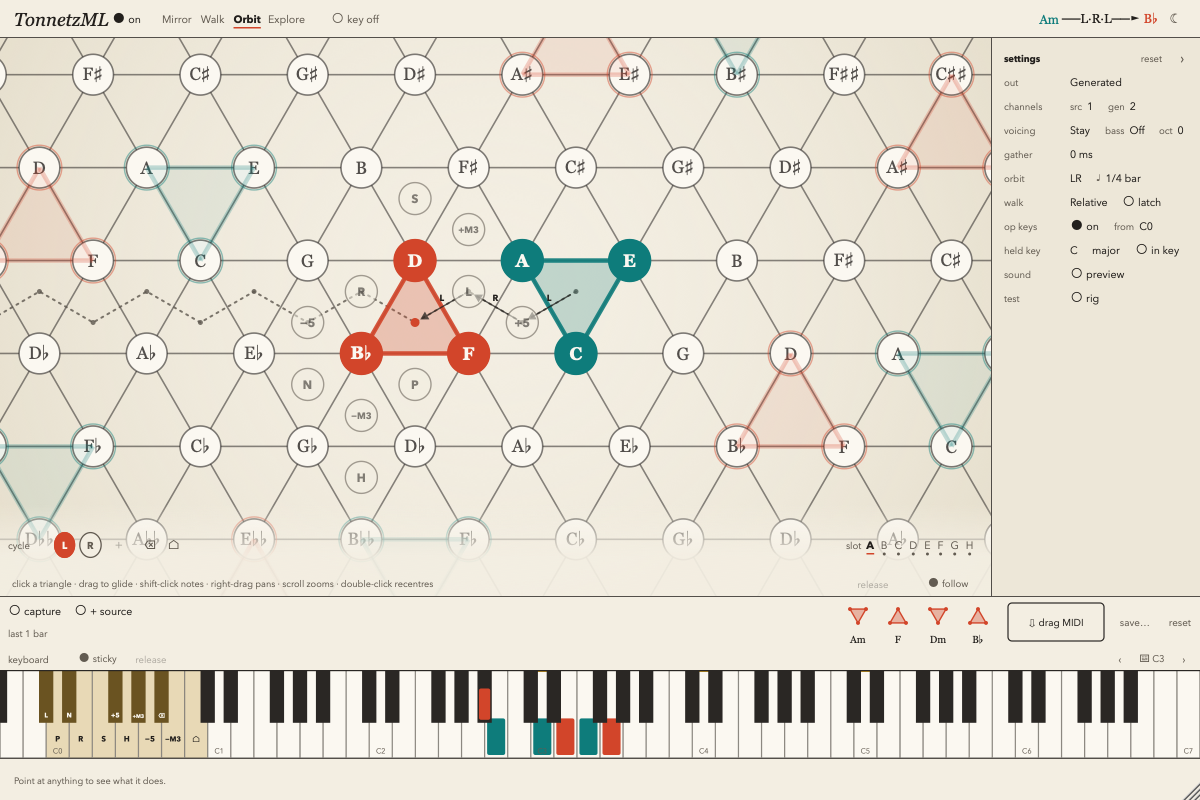 TonnetzML on Mirror Walk Orbit Explore key off Am L·R·L B♭ ☾
F♯ C♯ G♯ D♯ A♯ E♯ B♯ F♯♯ C♯♯
D A E B F♯ C♯ G♯ D♯ A♯
S
+M3
F C G D A E B F♯ C♯
R L L R L
−5 +5
D♭ A♭ E♭ B♭ F C G D A
N P
−M3
F♭ C♭ G♭ D♭ A♭ E♭ B♭ F C
H
D♭♭ A♭♭ E♭♭ B♭♭ F♭ C♭ G♭ D♭ A♭
cycle L R + ⌫ slot A B C D E F G H
click a triangle · drag to glide · shift-click notes · right-drag pans · scroll zooms · double-click recentres release follow
settings reset ›
out Generated
channels src 1 gen 2
voicing Stay bass Off oct 0
gather 0 ms
orbit LR ♩ 1/4 bar
walk Relative latch
op keys on from C0
held key C major in key
sound preview
test rig
capture + source
last 1 bar
Am F Dm B♭
⇩ drag MIDI save... reset
keyboard sticky release ‹ C3 ›
L N +5 +M3 ⌫
P R S H −5 −M3
C0 C1 C2 C4 C5 C6 C7
Point at anything to see what it does.